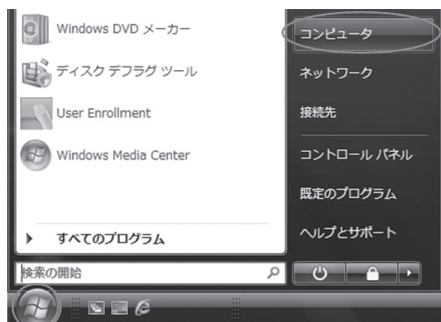 Windows DVD メーカー
ディスク デフラグ ツール
User Enrollment
Windows Media Center
すべてのプログラム
検索の開始
コンピュータ
ネットワーク
接続先
コントロール パネル
既定のプログラム
ヘルプとサポート